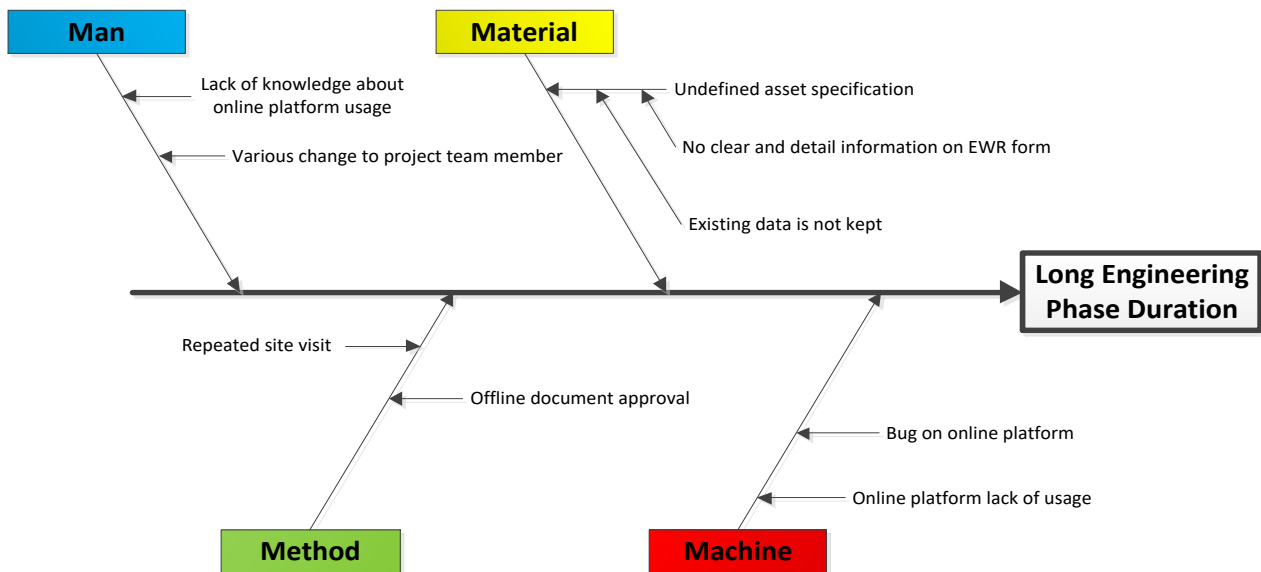 Man
Material
Lack of knowledge about
online platform usage
Undefined asset specification
Various change to project team member
No clear and detail information on EWR form
Existing data is not kept
Long Engineering
Phase Duration
Repeated site visit
Offline document approval
Bug on online platform
Online platform lack of usage
Method
Machine